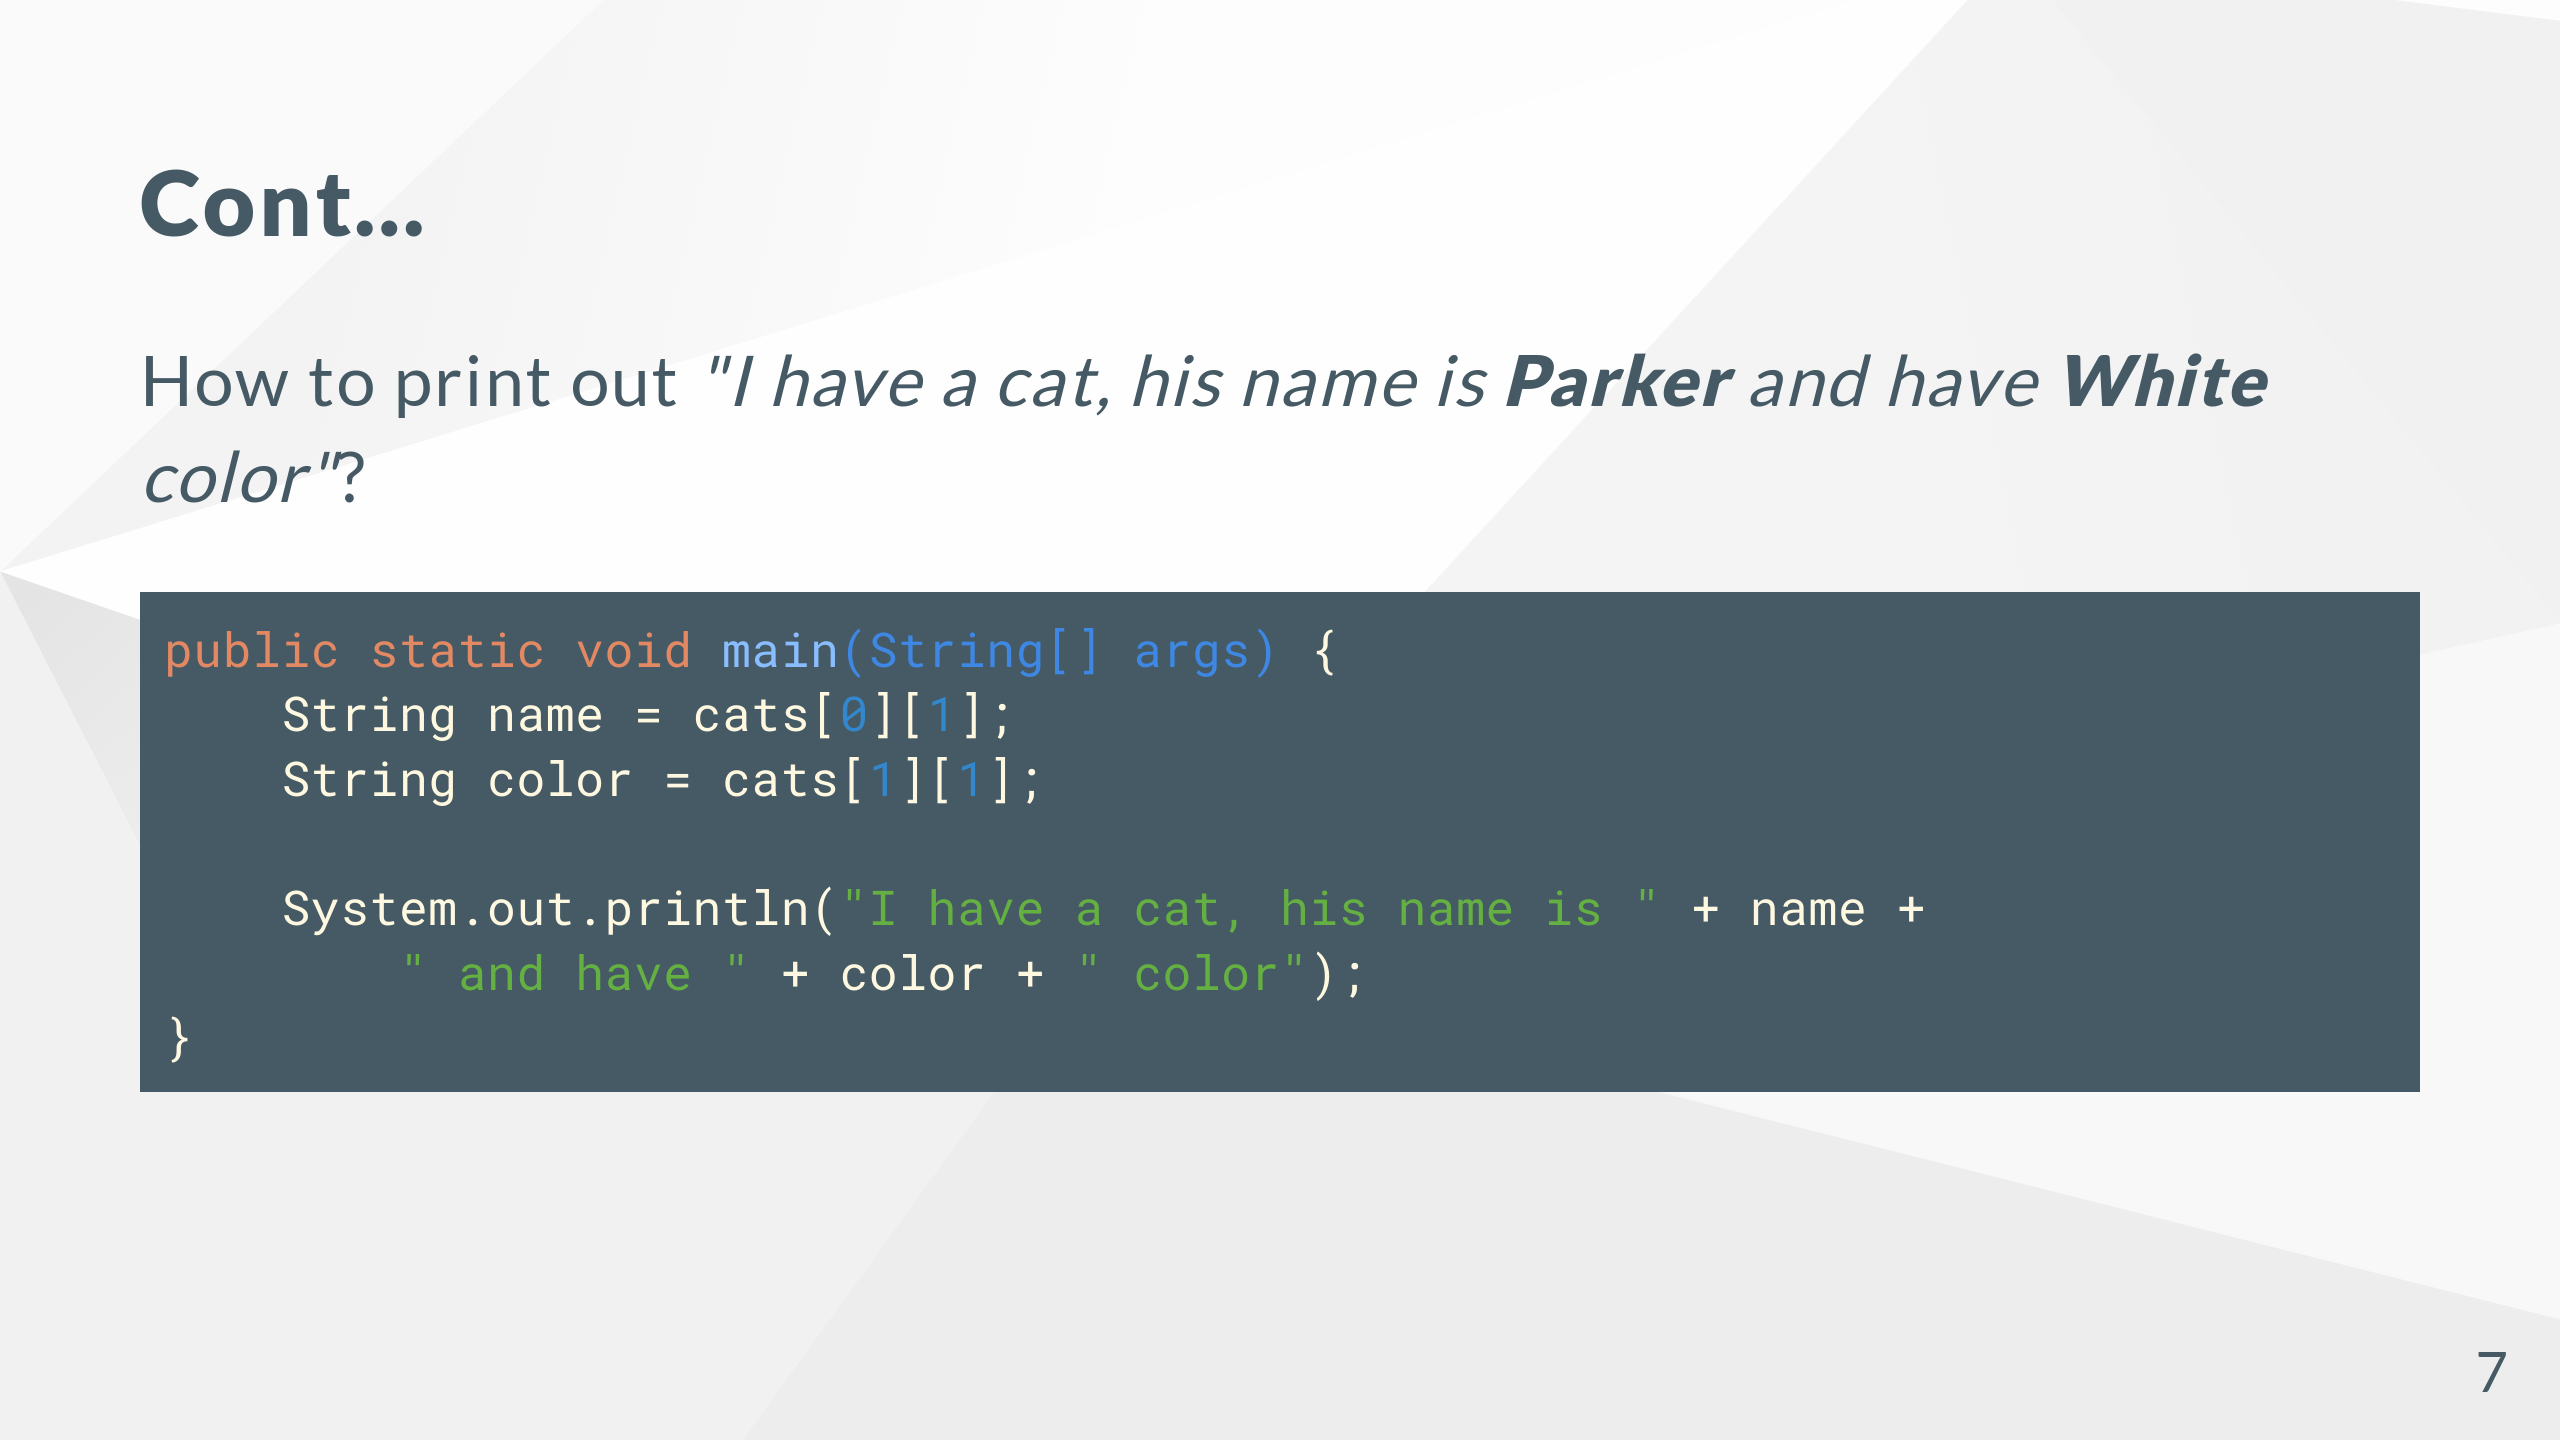 Cont...
How to print out "I have a cat, his name is Parker and have White
color"?
public static void main(String[] args) {
    String name = cats[0][1];
    String color = cats[1][1];
    System.out.println("I have a cat, his name is " + name +
        " and have " + color + " color");
}
7